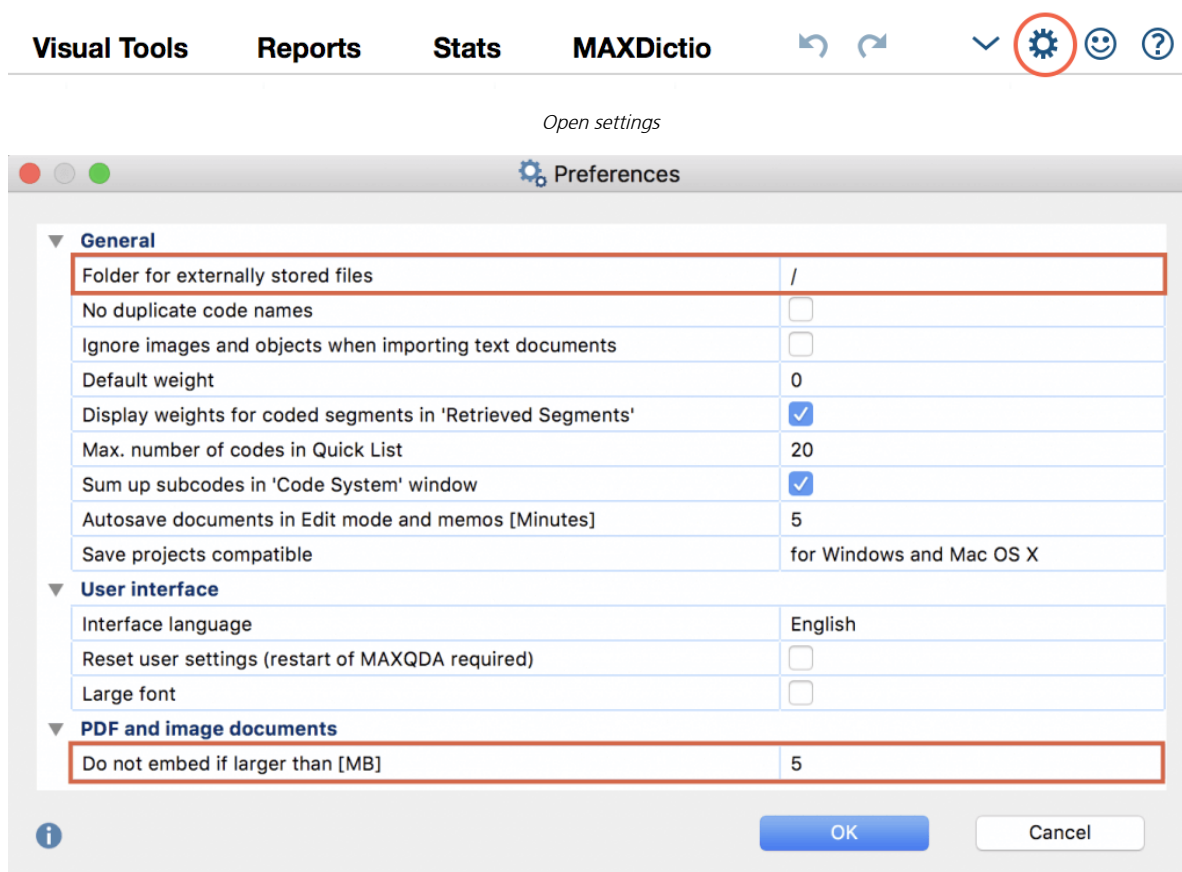 Visual Tools Reports Stats MAXDictio
Open settings
Preferences
General
Folder for externally stored files /
No duplicate code names
Ignore images and objects when importing text documents
Default weight 0
Display weights for coded segments in 'Retrieved Segments'
Max. number of codes in Quick List 20
Sum up subcodes in 'Code System' window
Autosave documents in Edit mode and memos [Minutes] 5
Save projects compatible for Windows and Mac OS X
User interface
Interface language English
Reset user settings (restart of MAXQDA required)
Large font
PDF and image documents
Do not embed if larger than [MB] 5
OK Cancel